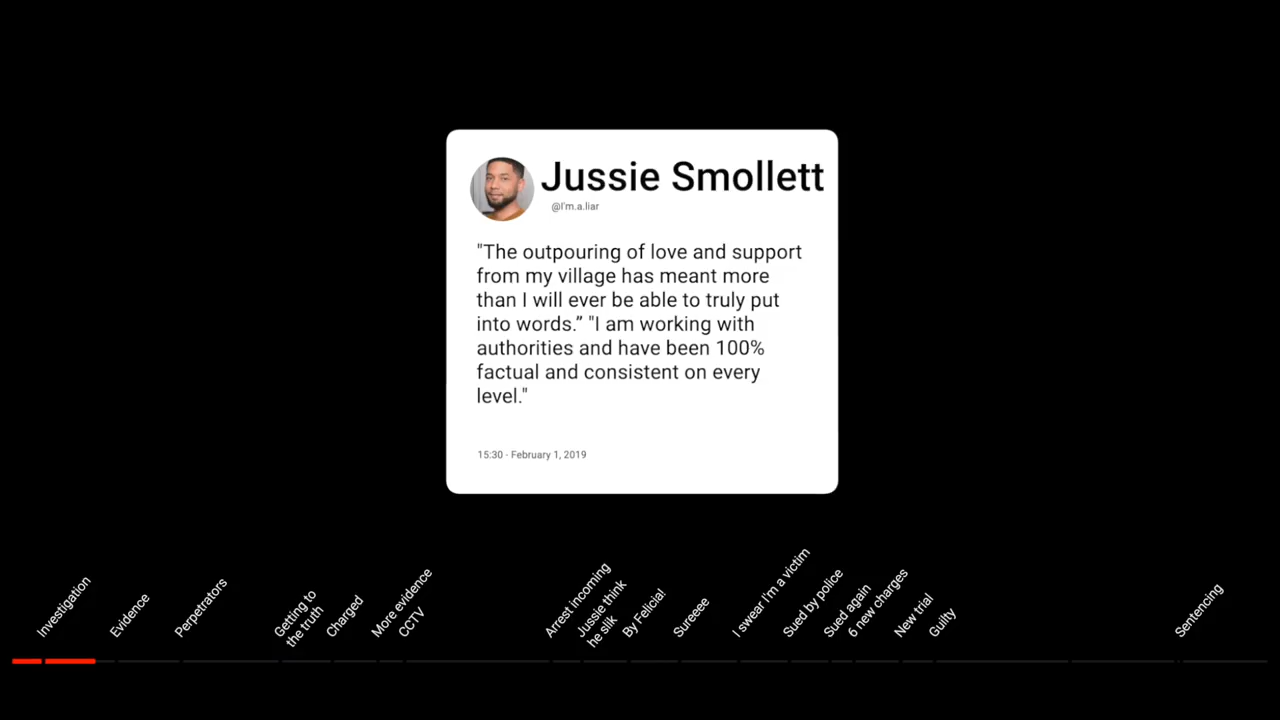 Jussie Smollett
@I'm.a.liar
"The outpouring of love and support
from my village has meant more
than I will ever be able to truly put
into words.” "I am working with
authorities and have been 100%
factual and consistent on every
level."
15:30 - February 1, 2019
Investigation
Evidence
Perpetrators
Getting to
the truth
Charged
More evidence
CCTV
Arrest incoming
Jussie think
he slik
By Felicia!
Sureeee
I swear I'm a victim
Sued by police
Sued again
6 new charges
New trial
Guilty
Sentencing